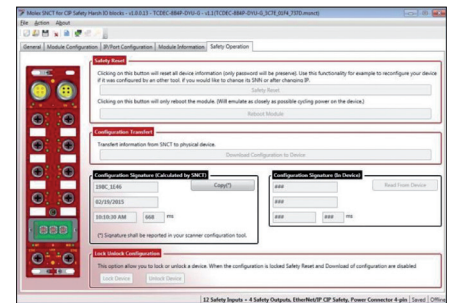 Molex SNCT for CIP Safety Harsh IO blocks - v1.0.0.13 - TCDEC-8B4P-DYU-G - v1.1
File Action About
General Module Configuration IP/Port Configuration Module Information Safety Operation
Safety Reset
Clicking on this button will reset all device information (only password will be preserve). Use this functionality for example to reconfigure your device
if it was configured by an other tool, if you would like to change its SNN or after changing IP.
Safety Reset
Clicking on this button will only reboot the module. (Will emulate as closely as possible cycling power on the device.)
Reboot Module
Configuration Transfert
Transfert information from SNCT to physical device.
Download Configuration to Device
Configuration Signature (Calculated by SNCT)
Configuration Signature (In Device)
198C_1E46
Copy(*)
###
Read From Device
02/19/2015
###
10:19:39 AM 668 ms
### ### ms
(*) Signature shall be reported in your scanner configuration tool.
Lock Unlock Configuration
This option allow you to lock or unlock a device. When the configuration is locked Safety Reset and Download of configuration are disabled
Lock Device Unlock Device
12 Safety Inputs + 4 Safety Outputs, EtherNet/IP CIP Safety, Power Connector 4-pin Saved Offline